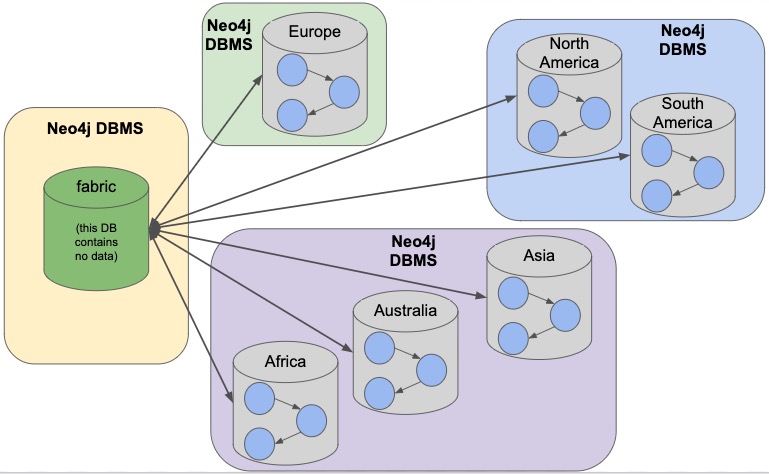 Neo4j
DBMS
Europe
Neo4j
DBMS
North
America
South
America
Neo4j DBMS
fabric
(this DB
contains
no data)
Neo4j
DBMS
Asia
Australia
Africa